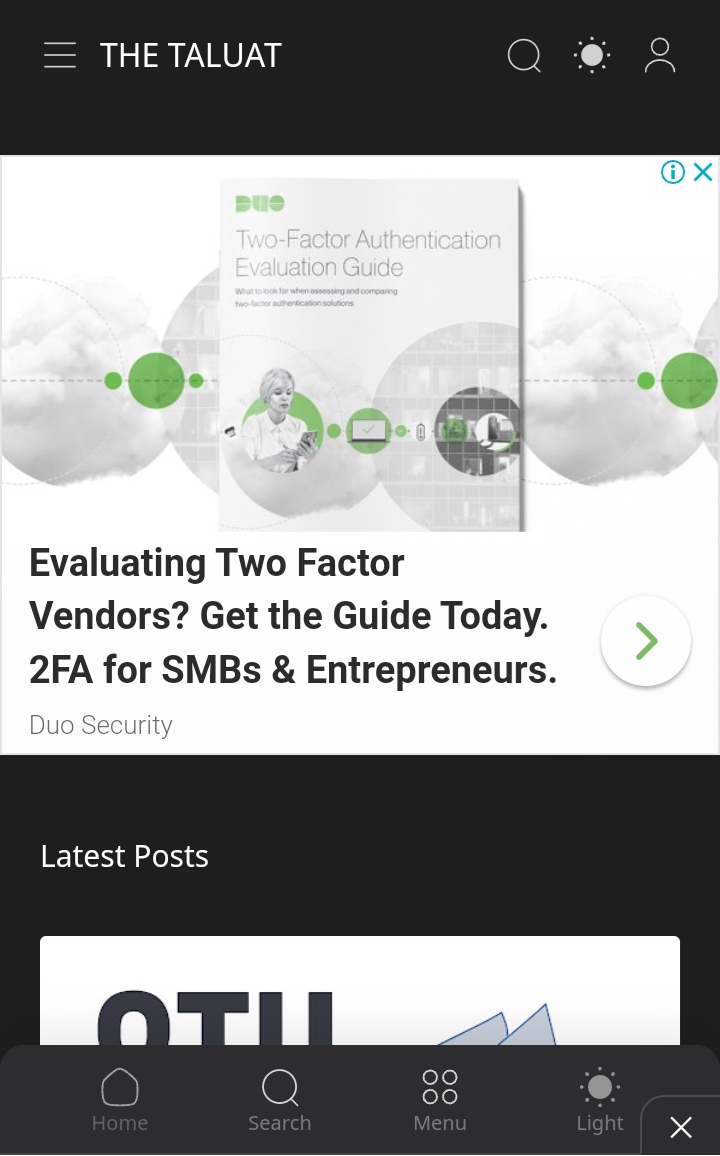 THE TALUAT
DUO
Two-Factor Authentication
Evaluation Guide
What to look for when assessing and comparing
two-factor authentication solutions
Evaluating Two Factor
Vendors? Get the Guide Today.
2FA for SMBs & Entrepreneurs.
Duo Security
Latest Posts
Home
Search
Menu
Light